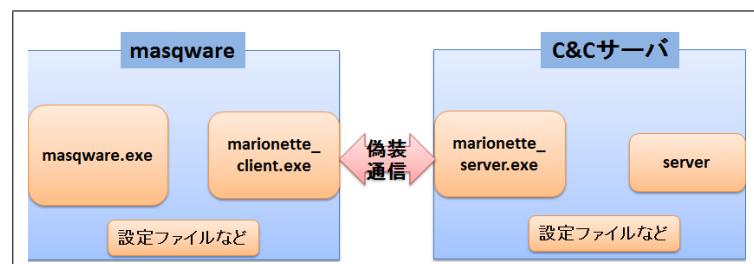 masqware
C&Cサーバ
masqware.exe
marionette_
client.exe
偽装
通信
marionette_
server.exe
server
設定ファイルなど
設定ファイルなど